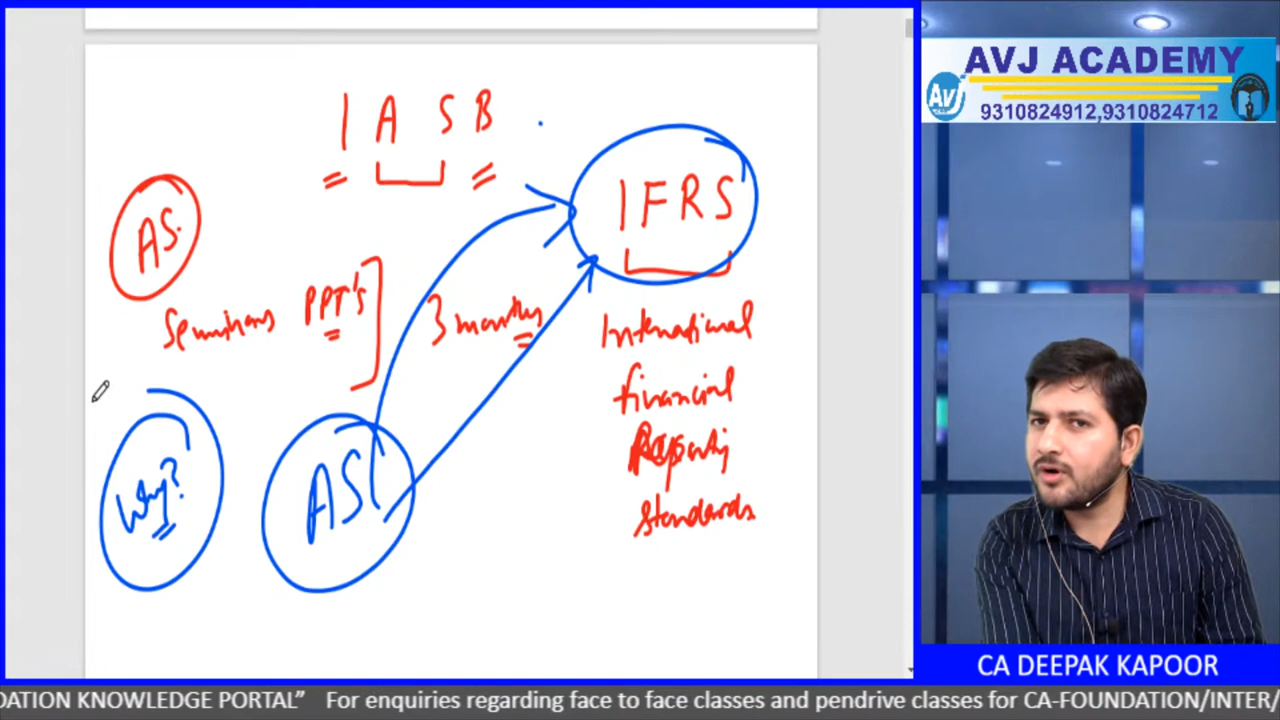 I A S B
AS.
IFRS
Seminars PPT's
3 months
International
financial
Reporting
standards
Why?
AS
AVJ ACADEMY
AV
9310824912,9310824712
CA DEEPAK KAPOOR
DATION KNOWLEDGE PORTAL” For enquiries regarding face to face classes and pendrive classes for CA-FOUNDATION/INTER/